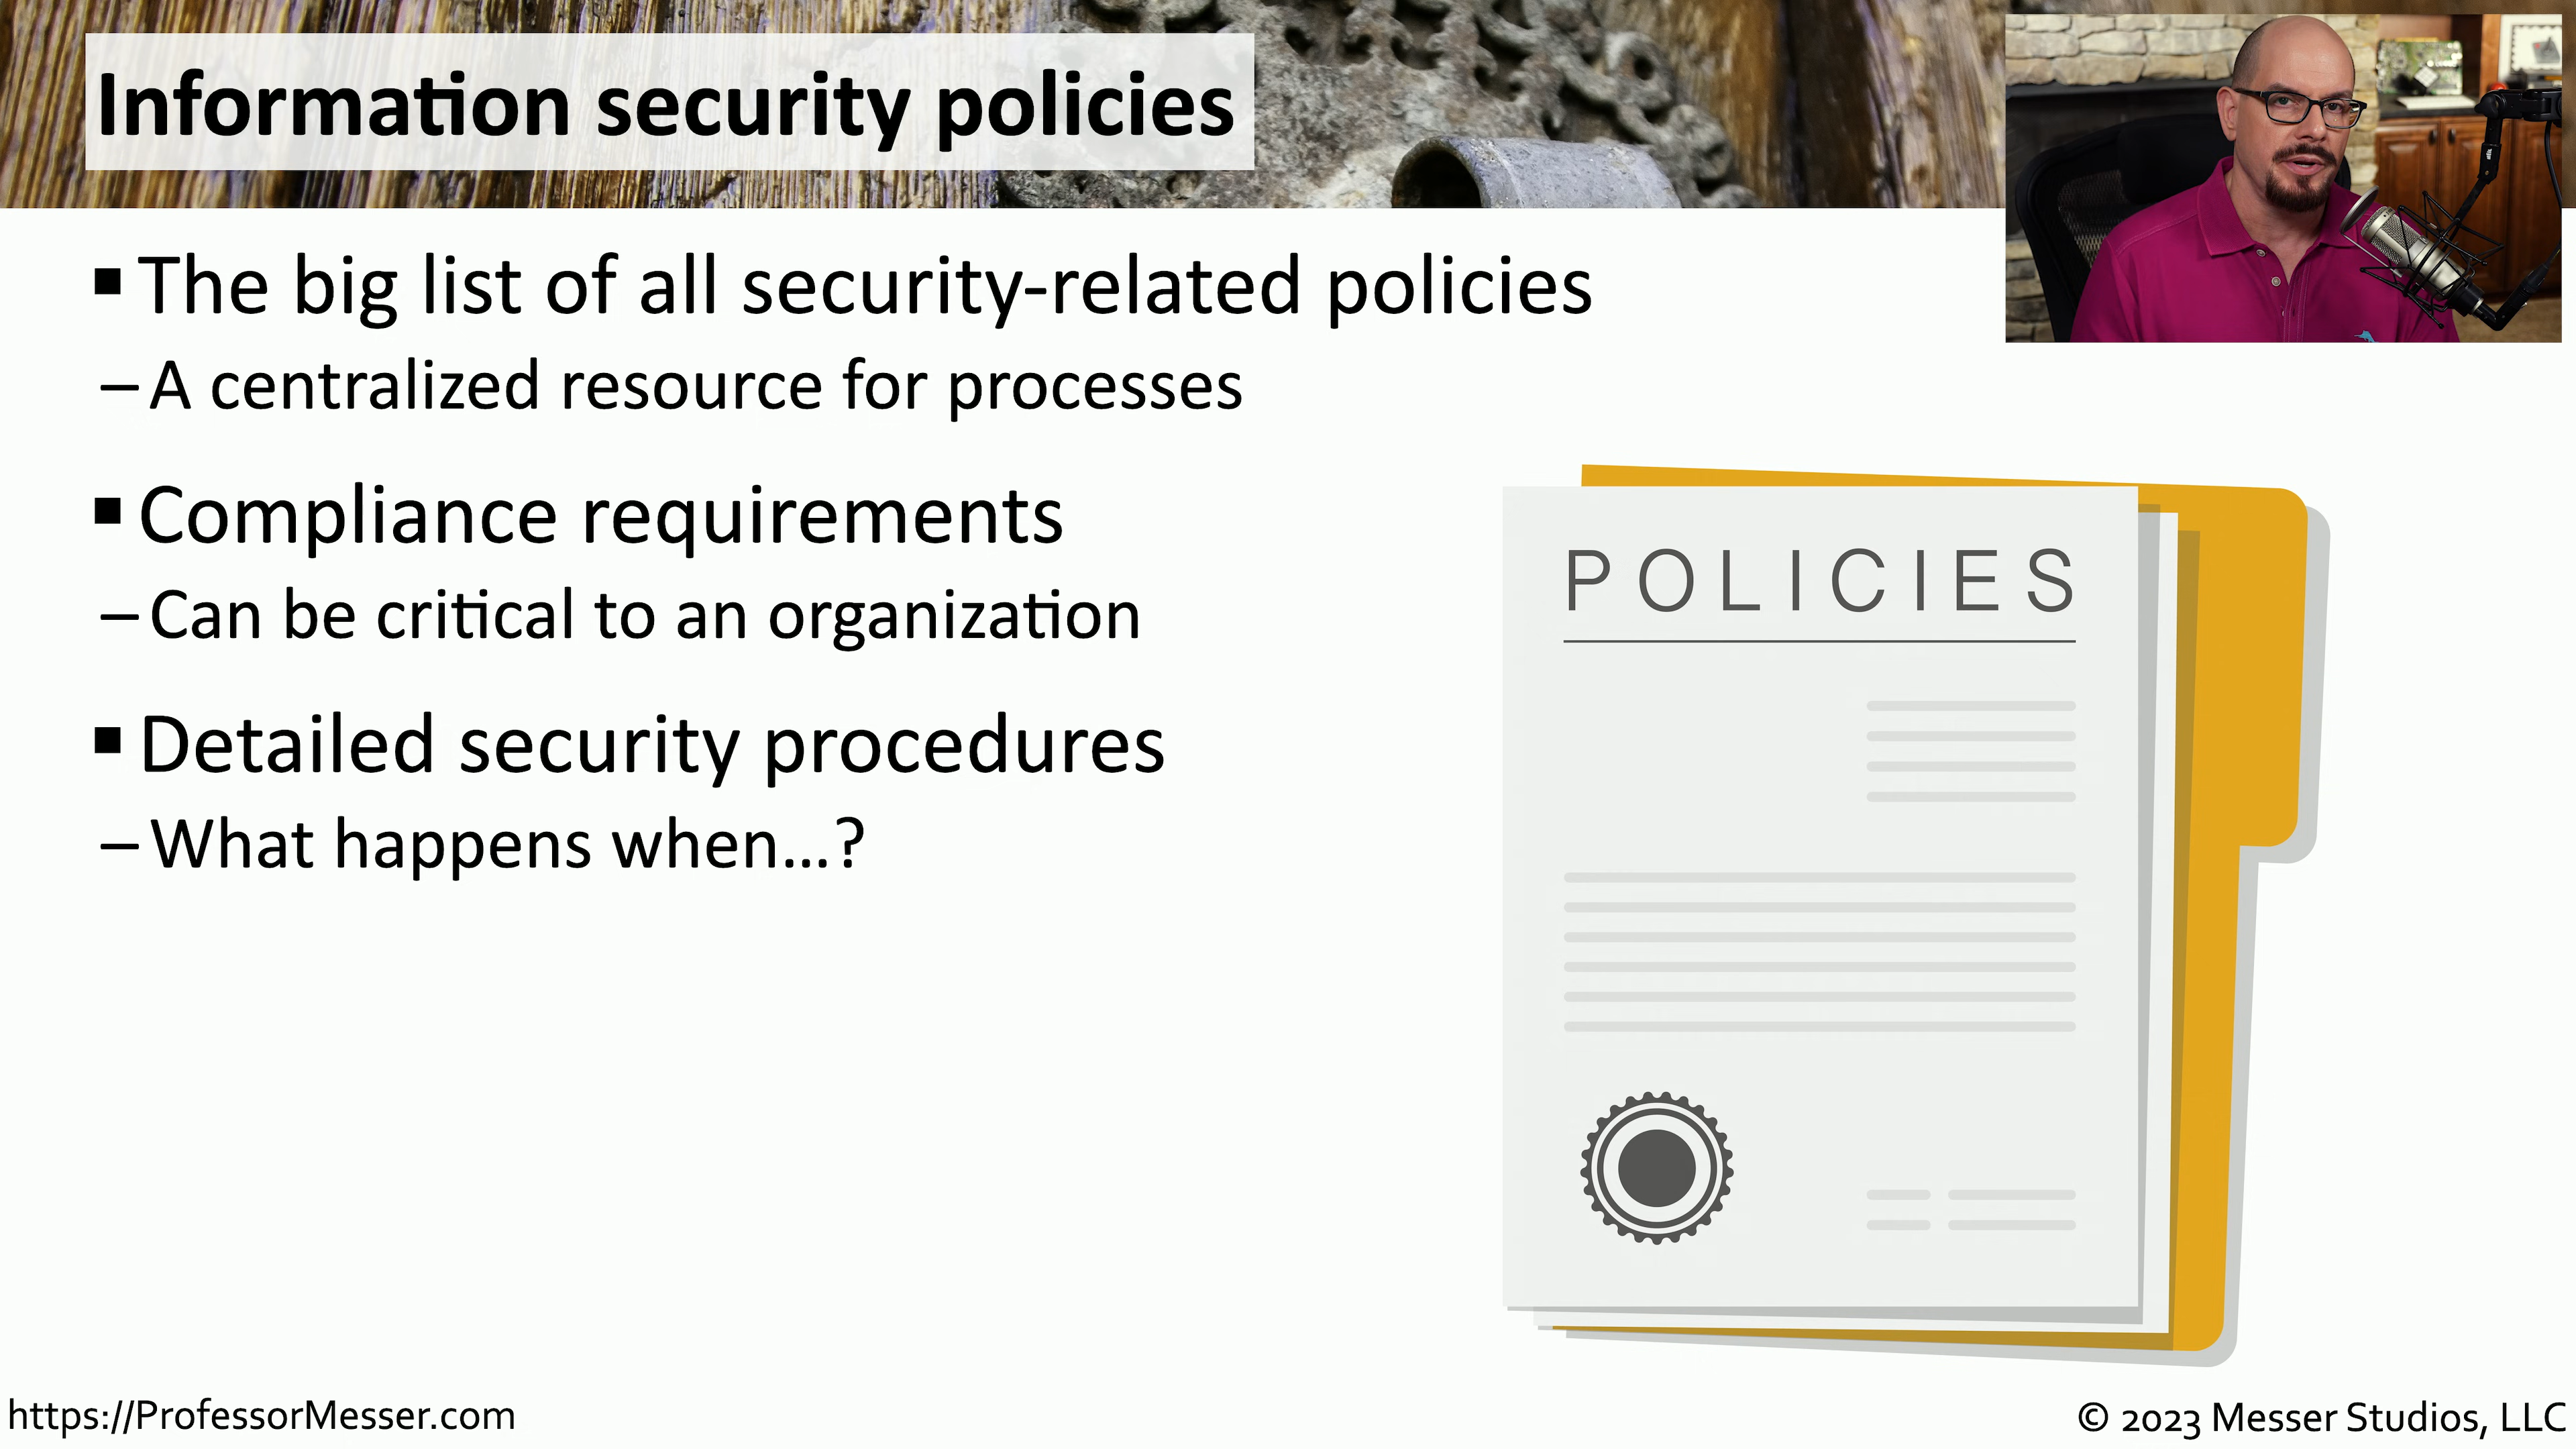 Information security policies
▪ The big list of all security-related policies
– A centralized resource for processes
▪ Compliance requirements
– Can be critical to an organization
▪ Detailed security procedures
– What happens when...?
POLICIES
https://ProfessorMesser.com
© 2023 Messer Studios, LLC